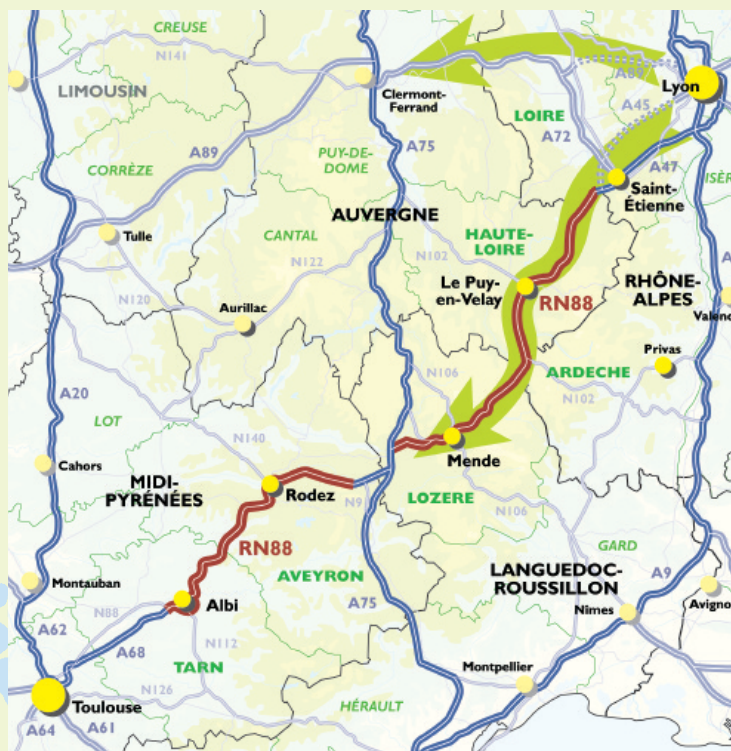 CREUSE
N141
LIMOUSIN
Clermont-
Ferrand
A89
Lyon
A45
LOIRE
A72
A47
Saint-
Étienne
A75
CORRÈZE
A89
PUY-DE-
DOME
AUVERGNE
Tulle
CANTAL
HAUTE-
LOIRE
N102
N122
Le Puy-
en-Velay
RN88
RHÔNE-
ALPES
N120
Aurillac
Privas
N106
ARDECHE
N102
A20
LOT
N140
Cahors
MIDI-
PYRÉNÉES
Rodez
Mende
N9
LOZERE
N106
RN88
GARD
AVEYRON
LANGUEDOC-
ROUSSILLON
A9
Montauban
N88
Albi
A75
Nîmes
A62
A68
N112
TARN
Montpellier
N126
Toulouse
HÉRAULT
A64
A61